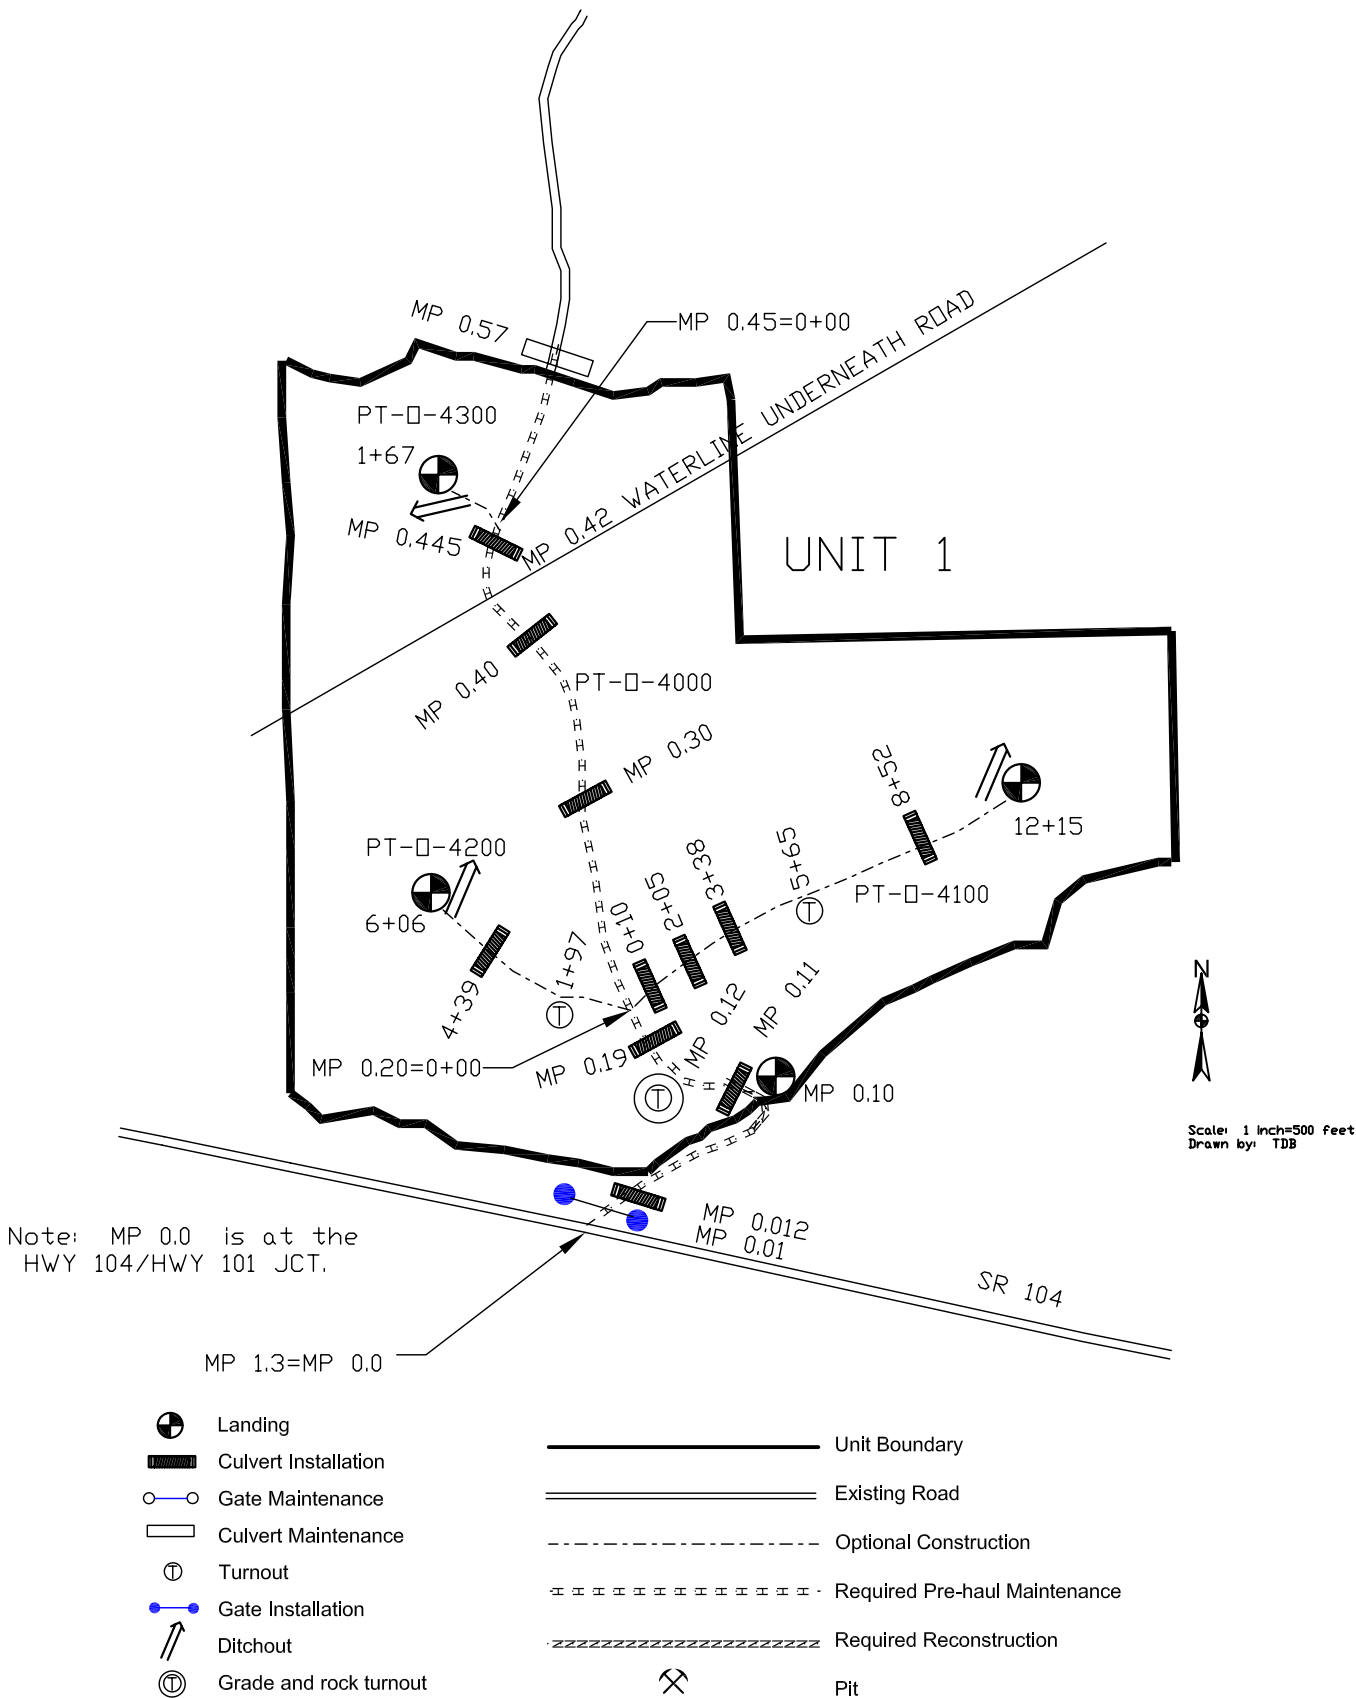 MP 0.57
MP 0.45=0+00
MP 0.42 WATERLINE UNDERNEATH ROAD
PT-O-4300
1+67
MP 0.445
UNIT 1
MP 0.40
PT-O-4000
MP 0.30
8+52
12+15
PT-O-4200
6+06
5+65
3+38
PT-O-4100
2+05
0+10
1+97
4+39
MP 0.11
MP 0.12
N
MP 0.20=0+00
MP 0.19
T
T
T
MP 0.10
Scale: 1 inch=500 feet
Drawn by: TDB
MP 0.012
MP 0.01
Note: MP 0.0 is at the
HWY 104/HWY 101 JCT.
SR 104
MP 1.3=MP 0.0
Landing
Culvert Installation
Gate Maintenance
Culvert Maintenance
T Turnout
Gate Installation
Ditchout
T Grade and rock turnout
Unit Boundary
Existing Road
Optional Construction
Required Pre-haul Maintenance
Required Reconstruction
Pit